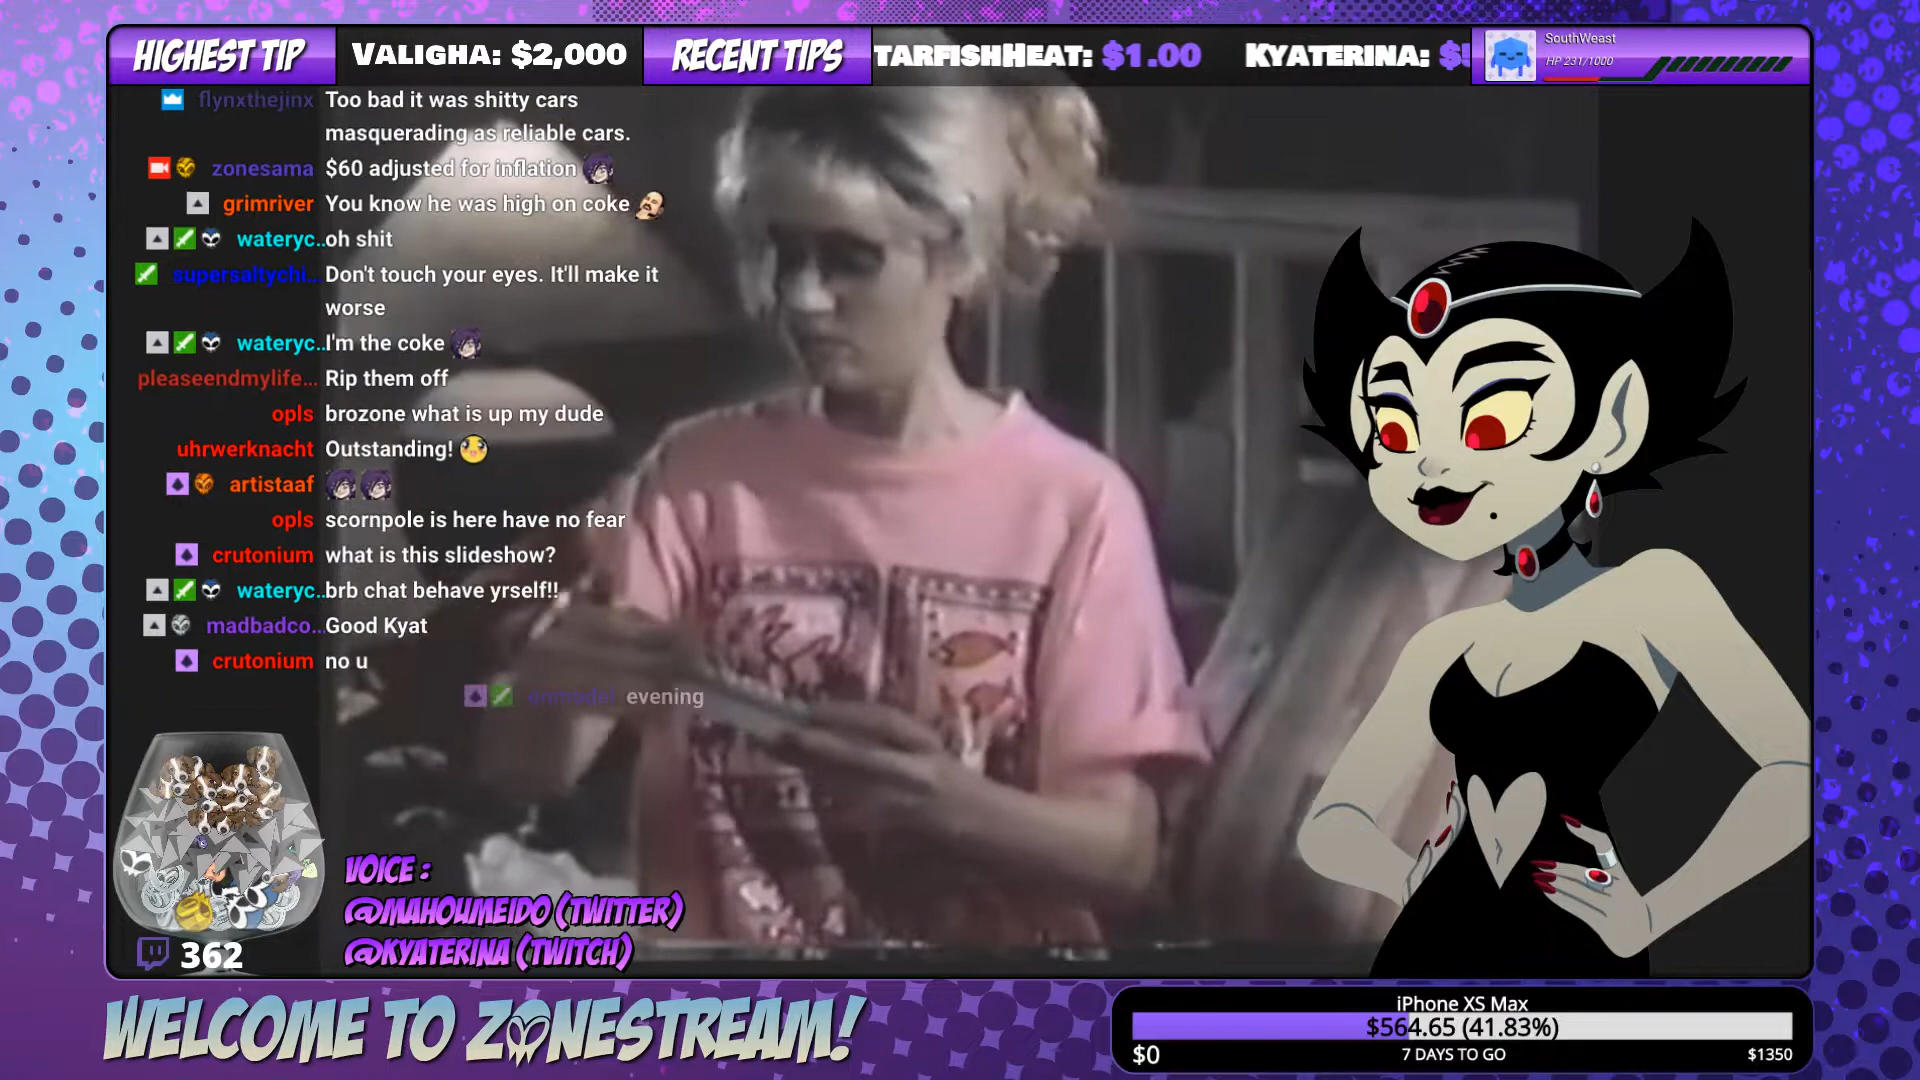 HIGHEST TIP
VALIGHA: $2,000
RECENT TIPS
TARFISHHEAT: $1.00 KYATERINA:
SouthWeast
HP 231/1000
flynxthejinx Too bad it was shitty cars
masquerading as reliable cars.
zonesama $60 adjusted for inflation
grimriver You know he was high on coke
wateryc.. oh shit
supersaltychi... Don't touch your eyes. It'll make it
worse
wateryc.. I'm the coke
pleaseendmylife... Rip them off
opls brozone what is up my dude
uhrwerknacht Outstanding!
artistaaf
opls scornpole is here have no fear
crutonium what is this slideshow?
wateryc.. brb chat behave yrself!!
madbadco... Good Kyat
crutonium no u
evening
VOICE :
@MAHOUMEIDO (TWITTER)
@KYATERINA (TWITCH)
362
WELCOME TO ZONESTREAM!
iPhone XS Max
$564.65 (41.83%)
$0 7 DAYS TO GO $1350